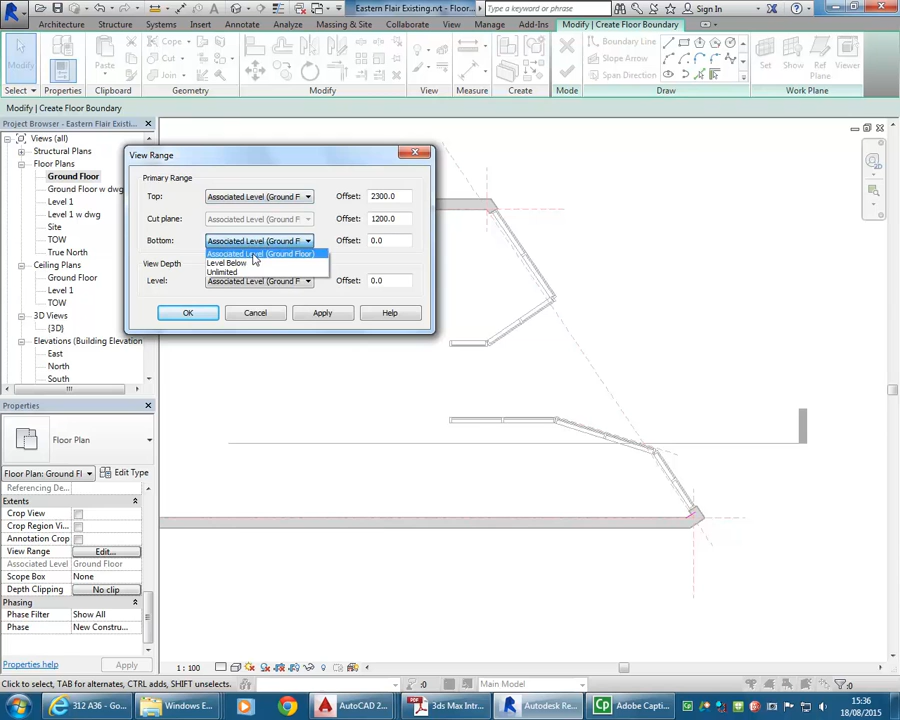 Eastern Flair Existing.rvt - Floor...
Type a keyword or phrase
Sign In
Architecture Structure Systems Insert Annotate Analyze Massing & Site Collaborate View Manage Add-Ins Modify | Create Floor Boundary
Modify
Paste
Cope
Cut
Join
Boundary Line
Slope Arrow
Span Direction
Set Show Ref Plane Viewer
Select Properties Clipboard Geometry Modify View Measure Create Mode Draw Work Plane
Modify | Create Floor Boundary
Project Browser - Eastern Flair Existi...
Views (all)
Structural Plans
Floor Plans
Ground Floor
Ground Floor w dwg
Level 1
Level 1 w dwg
Site
TOW
True North
Ceiling Plans
Ground Floor
Level 1
TOW
3D Views
{3D}
Elevations (Building Elevation
East
North
South
View Range
Primary Range
Top: Associated Level (Ground F Offset: 2300.0
Cut plane: Associated Level (Ground F Offset: 1200.0
Bottom: Associated Level (Ground F Offset: 0.0
Associated Level (Ground Floor)
Level Below
Unlimited
View Depth
Level: Associated Level (Ground F Offset: 0.0
OK Cancel Apply Help
Properties
Floor Plan
Floor Plan: Ground Fl Edit Type
Referencing De...
Extents
Crop View
Crop Region Vi...
Annotation Crop
View Range Edit...
Associated Level Ground Floor
Scope Box None
Depth Clipping No clip
Phasing
Phase Filter Show All
Phase New Constru...
Properties help Apply
1 : 100
Click to select, TAB for alternates, CTRL adds, SHIFT unselects.
:0
Main Model
:0
312 A36 - Go...
Windows E...
AutoCAD 2...
3ds Max Intr...
Autodesk Re...
Adobe Capti...
15:36
18/08/2015